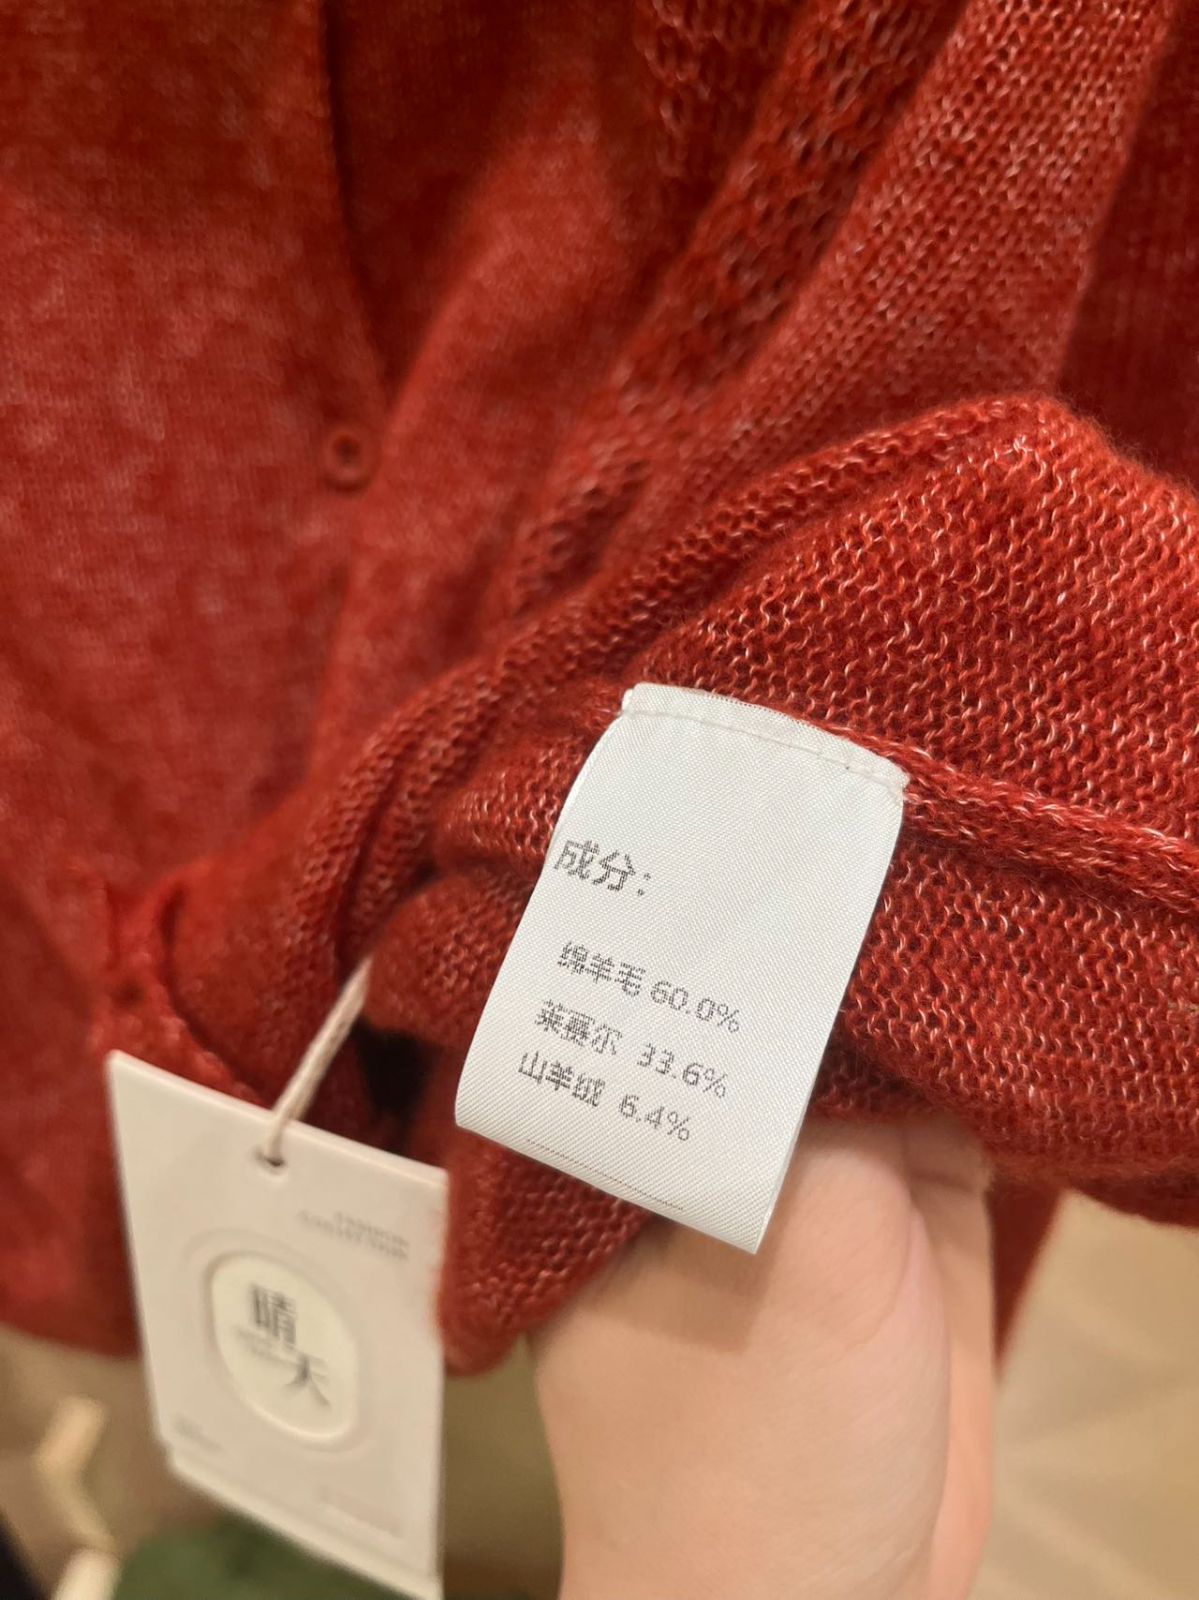 成分:
绵羊毛 60.0%
莱赛尔 33.6%
山羊绒 6.4%
晴
天